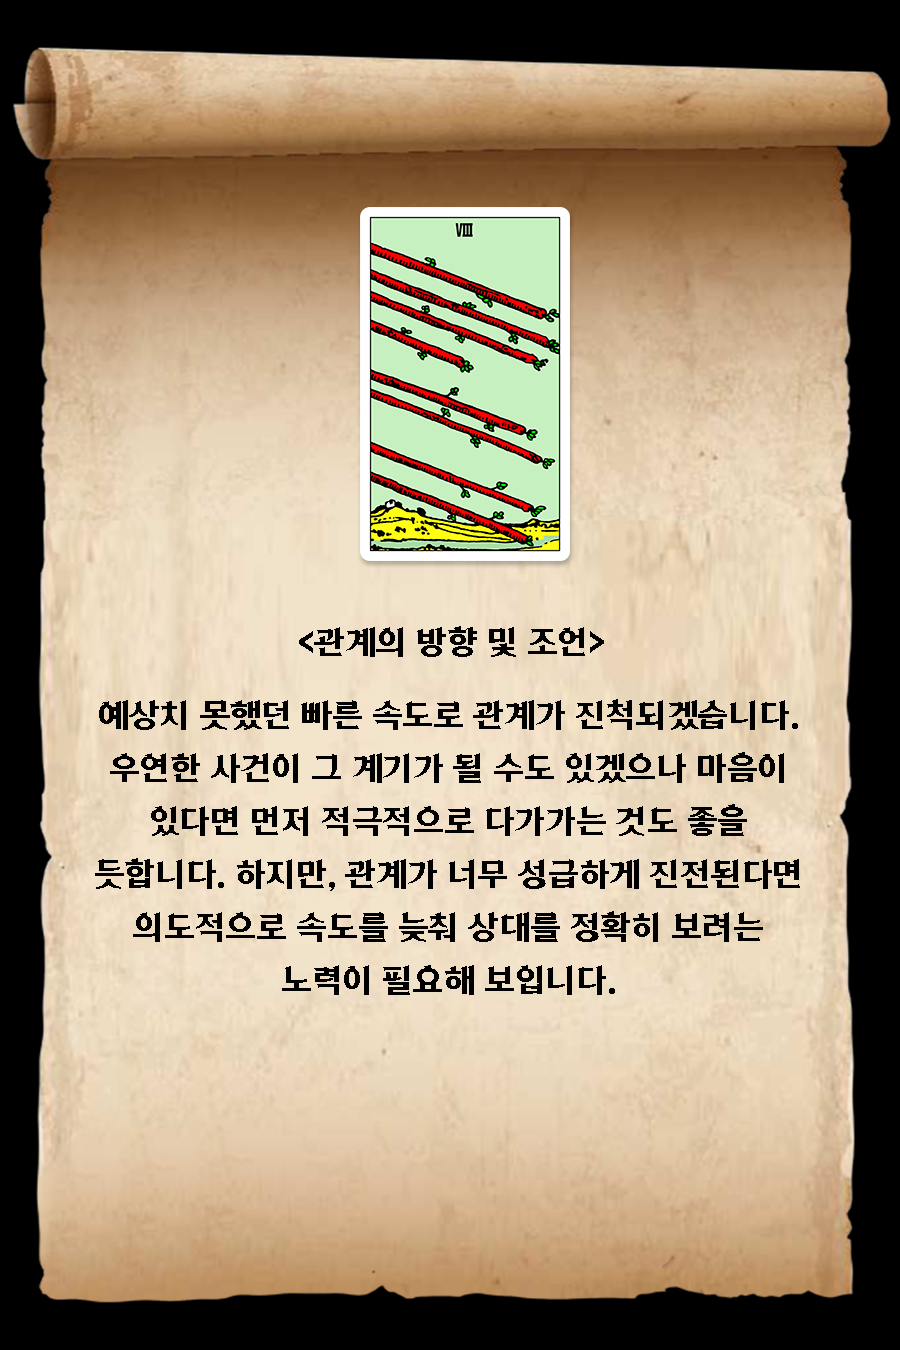 VIII
<관계의 방향 및 조언>
예상치 못했던 빠른 속도로 관계가 진척되겠습니다.
우연한 사건이 그 계기가 될 수도 있겠으나 마음이
있다면 먼저 적극적으로 다가가는 것도 좋을
듯합니다. 하지만, 관계가 너무 성급하게 진전된다면
의도적으로 속도를 늦춰 상대를 정확히 보려는
노력이 필요해 보입니다.